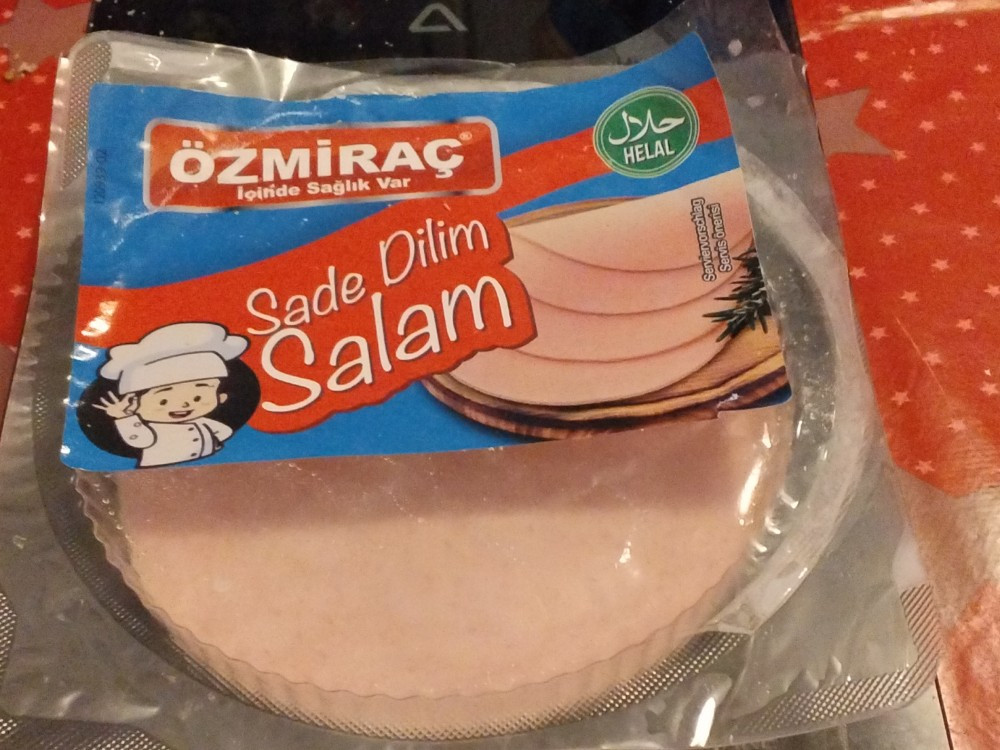 ÖZMİRAÇ®
İçinde Sağlık Var
حلال
HELAL
Sade Dilim
Salam
Serviervorschlag
Servis önerisi